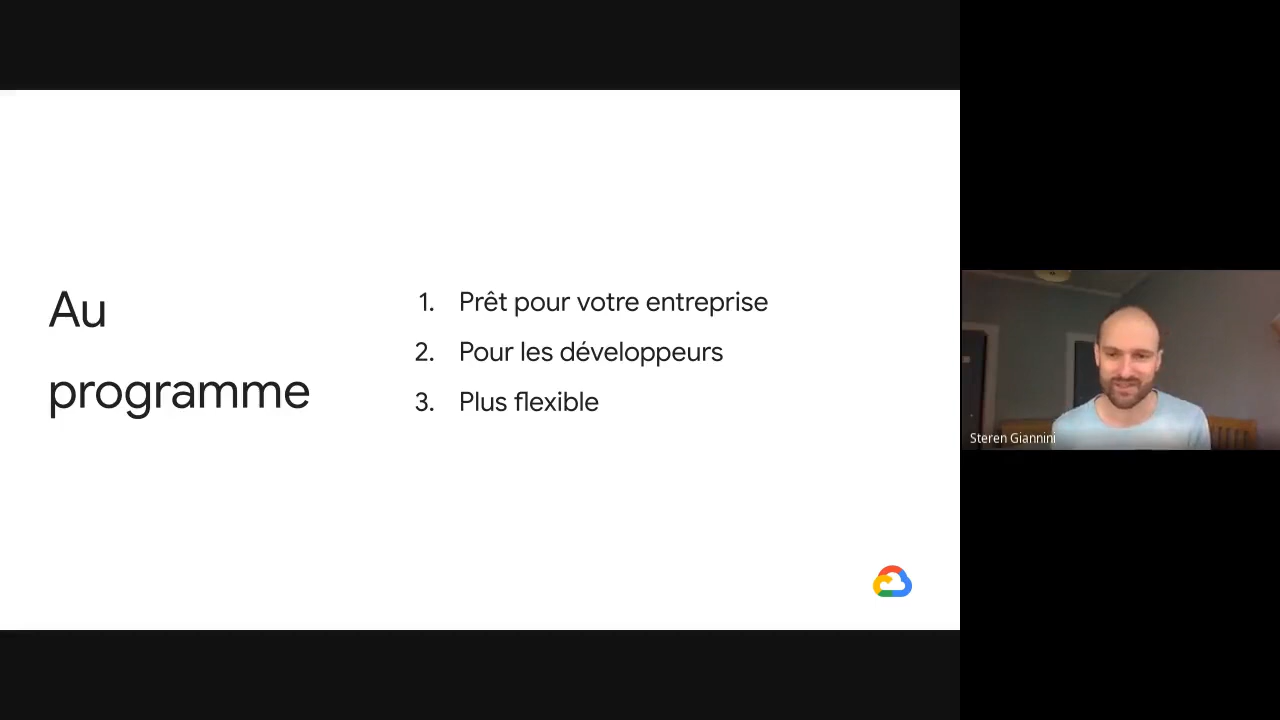 Au
programme
1. Prêt pour votre entreprise
2. Pour les développeurs
3. Plus flexible
Steren Giannini